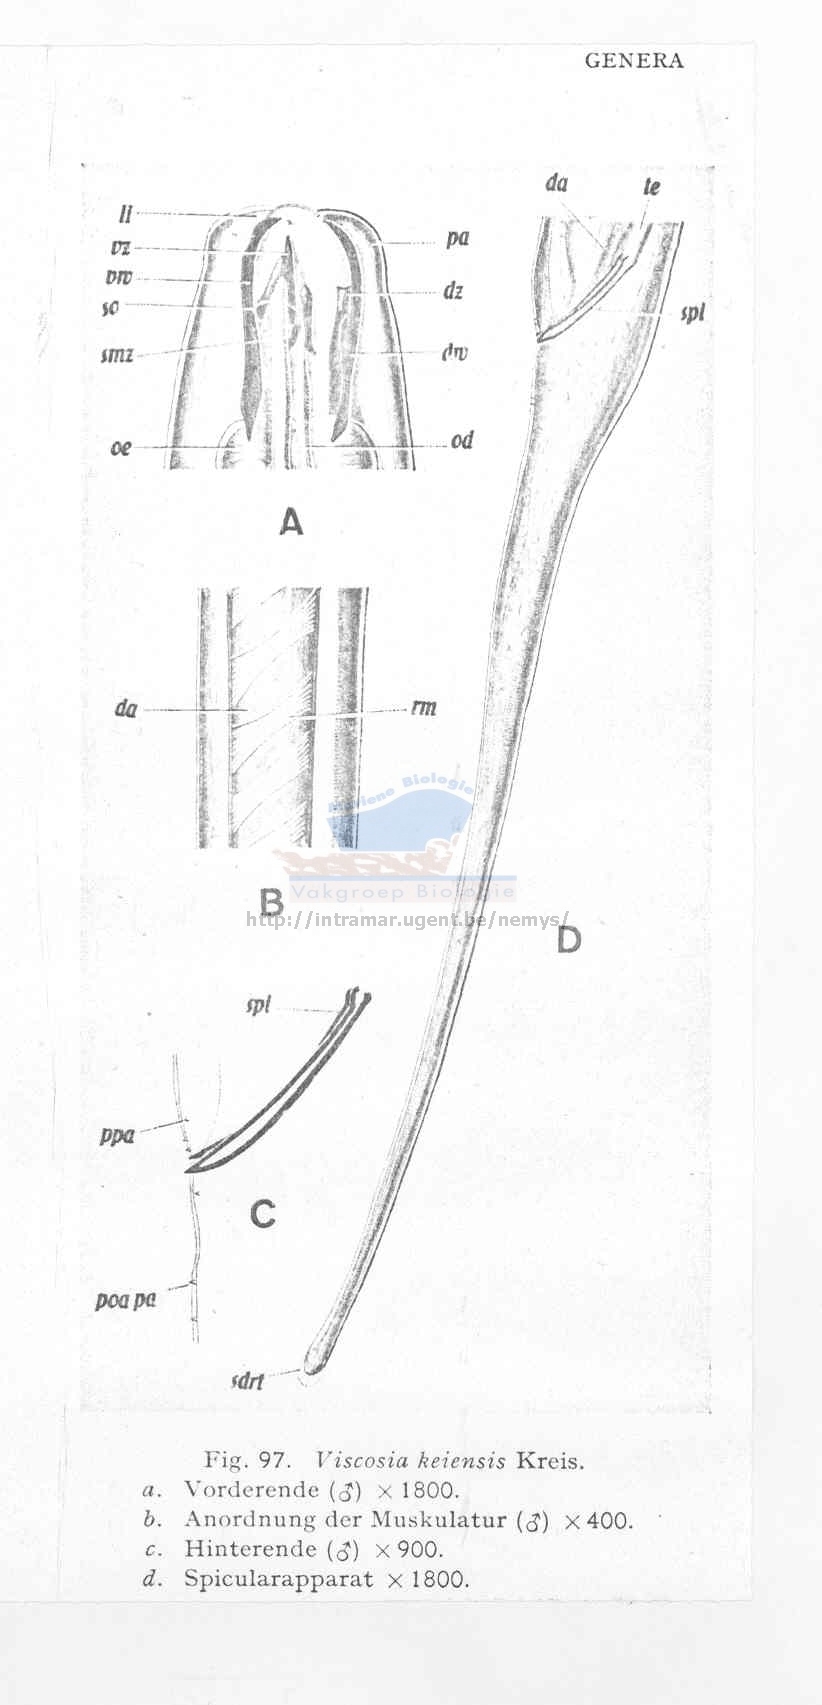 GENERA
da
te
ll
vz
pa
vw
so
dz
spl
smz
dw
oe
od
A
da
rm
Mariene Biologie
Vakgroep Biologie
B
http://intramar.ugent.be/nemys/
D
spl
ppa
C
poa pa
sdrt
Fig. 97. Viscosia keiensis Kreis.
a. Vorderende (♂) × 1800.
b. Anordnung der Muskulatur (♂) × 400.
c. Hinterende (♂) × 900.
d. Spicularapparat × 1800.